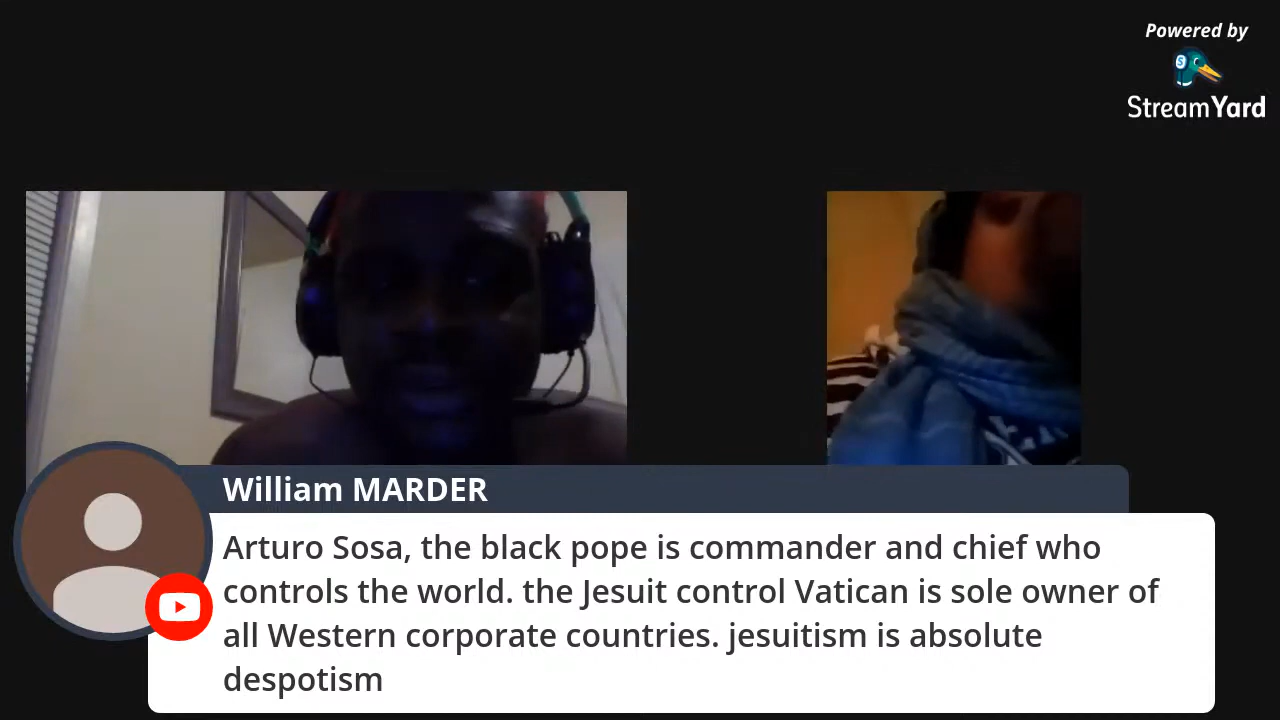 Powered by
StreamYard
William MARDER
Arturo Sosa, the black pope is commander and chief who
controls the world. the Jesuit control Vatican is sole owner of
all Western corporate countries. jesuitism is absolute
despotism